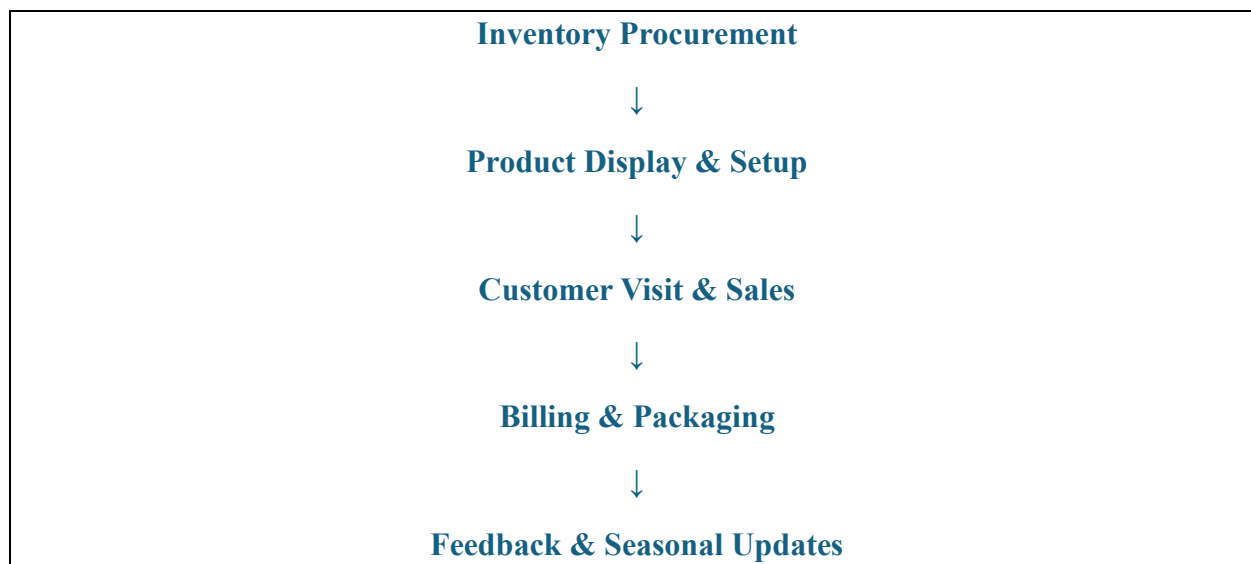 Inventory Procurement
↓
Product Display & Setup
↓
Customer Visit & Sales
↓
Billing & Packaging
↓
Feedback & Seasonal Updates